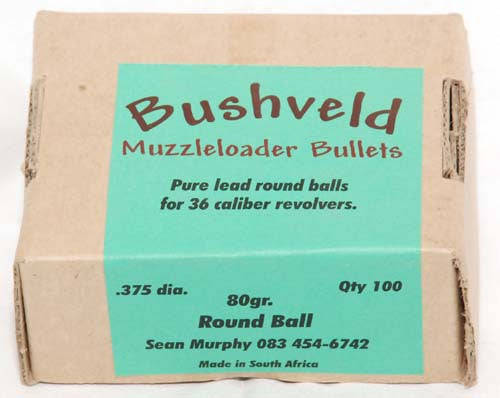 Bushveld
Muzzleloader Bullets
Pure lead round balls
for 36 caliber revolvers.
.375 dia.
Qty 100
80gr.
Round Ball
Sean Murphy 083 454-6742
Made in South Africa